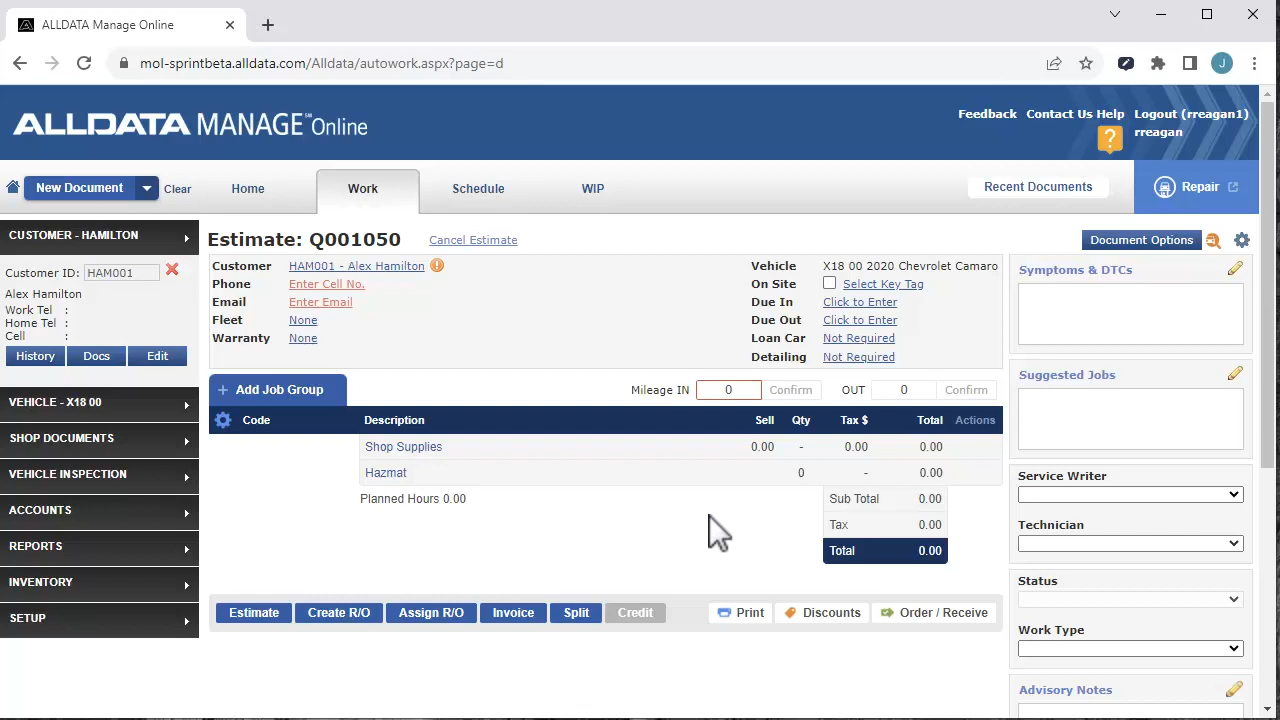 ALLDATA Manage Online
mol-sprintbeta.alldata.com/Alldata/autowork.aspx?page=d
J
ALLDATA MANAGE Online
Feedback Contact Us Help Logout (rreagan1)
? rreagan
New Document Clear Home Work Schedule WIP Recent Documents Repair
CUSTOMER - HAMILTON
Customer ID: HAM001
Alex Hamilton
Work Tel :
Home Tel :
Cell :
History Docs Edit
VEHICLE - X18 00
SHOP DOCUMENTS
VEHICLE INSPECTION
ACCOUNTS
REPORTS
INVENTORY
SETUP
Estimate: Q001050 Cancel Estimate Document Options
Customer HAM001 - Alex Hamilton
Phone Enter Cell No.
Email Enter Email
Fleet None
Warranty None
Vehicle X18 00 2020 Chevrolet Camaro
On Site Select Key Tag
Due In Click to Enter
Due Out Click to Enter
Loan Car Not Required
Detailing Not Required
+ Add Job Group Mileage IN 0 Confirm OUT 0 Confirm
Code Description Sell Qty Tax $ Total Actions
Shop Supplies 0.00 - 0.00 0.00
Hazmat 0 - 0.00
Planned Hours 0.00 Sub Total 0.00
Tax 0.00
Total 0.00
Estimate Create R/O Assign R/O Invoice Split Credit Print Discounts Order / Receive
Symptoms & DTCs
Suggested Jobs
Service Writer
Technician
Status
Work Type
Advisory Notes